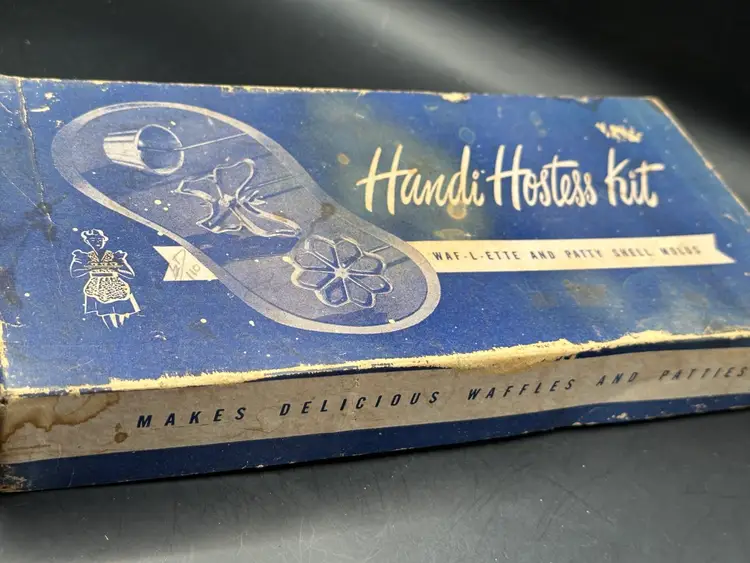 Handi Hostess Kit
WAF-L-ETTE AND PATTY SHELL MOLDS
MAKES DELICIOUS WAFFLES AND PATTIES